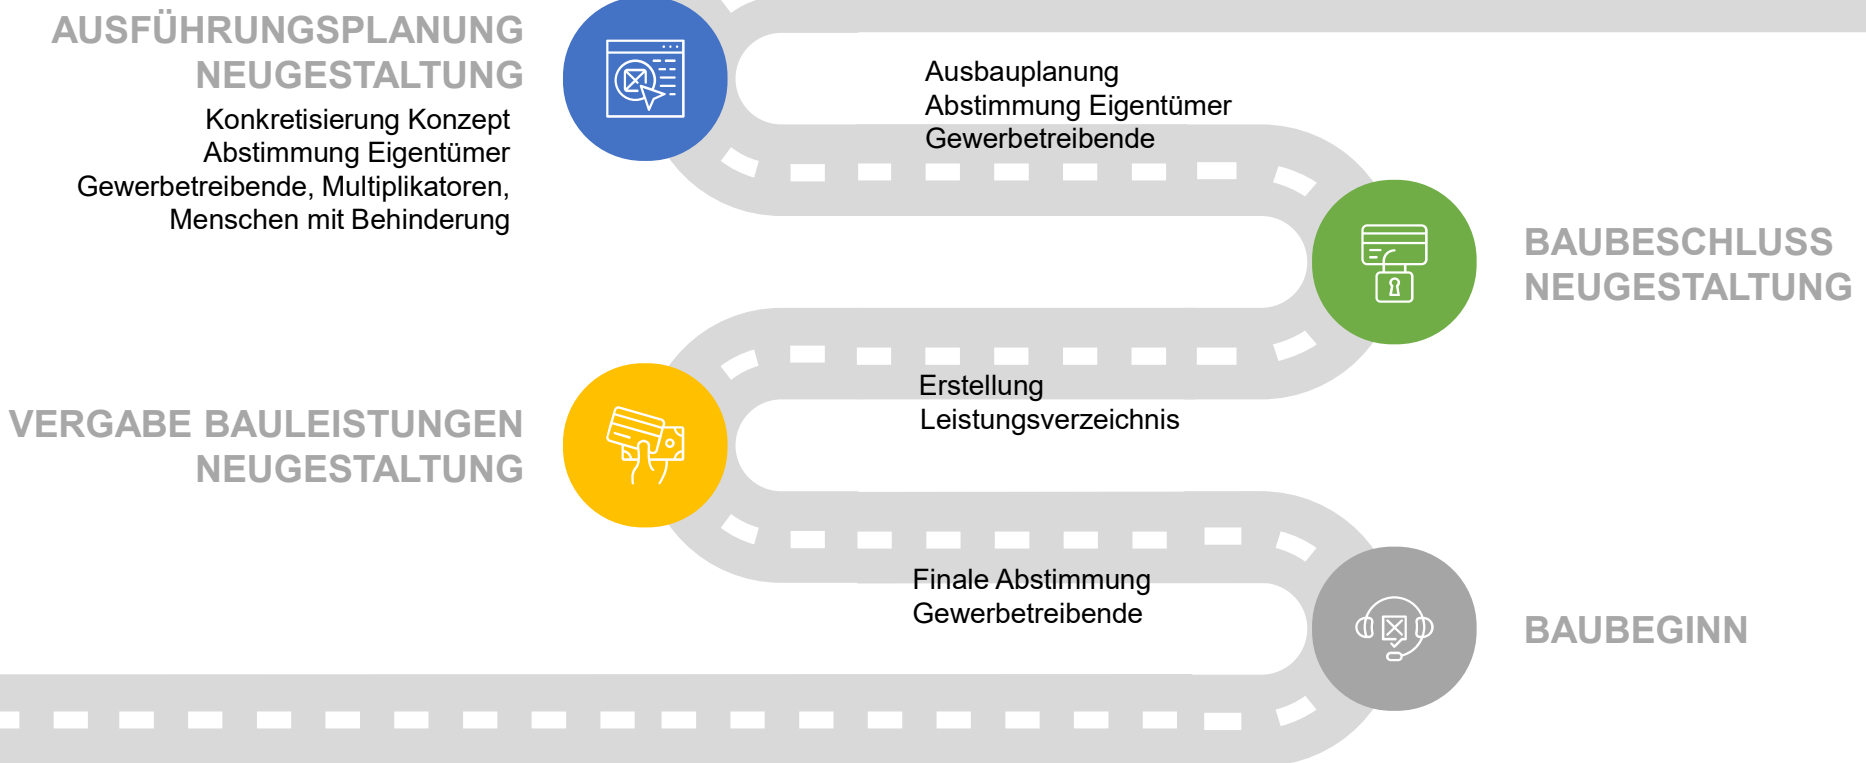 AUSFÜHRUNGSPLANUNG
NEUGESTALTUNG
Konkretisierung Konzept
Abstimmung Eigentümer
Gewerbetreibende, Multiplikatoren,
Menschen mit Behinderung
Ausbauplanung
Abstimmung Eigentümer
Gewerbetreibende
BAUBESCHLUSS
NEUGESTALTUNG
Erstellung
Leistungsverzeichnis
VERGABE BAULEISTUNGEN
NEUGESTALTUNG
Finale Abstimmung
Gewerbetreibende
BAUBEGINN